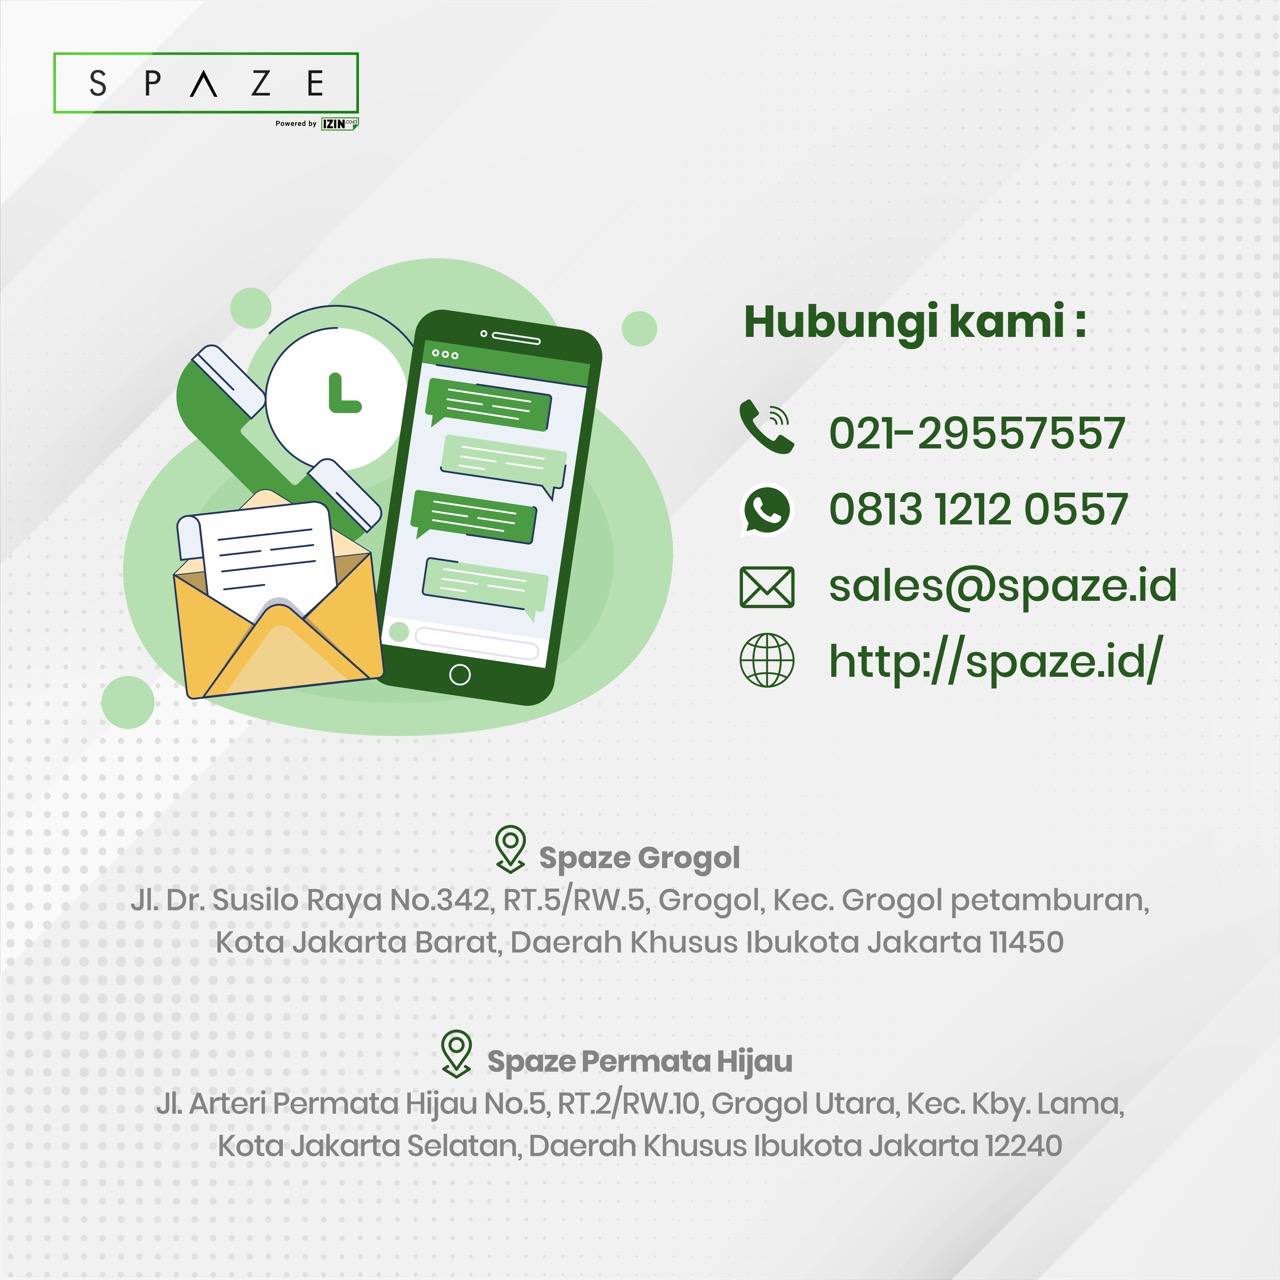 SPAZE
Powered by IZIN.co.id
Hubungi kami :
021-29557557
0813 1212 0557
sales@spaze.id
http://spaze.id/
Spaze Grogol
Jl. Dr. Susilo Raya No.342, RT.5/RW.5, Grogol, Kec. Grogol petamburan,
Kota Jakarta Barat, Daerah Khusus Ibukota Jakarta 11450
Spaze Permata Hijau
Jl. Arteri Permata Hijau No.5, RT.2/RW.10, Grogol Utara, Kec. Kby. Lama,
Kota Jakarta Selatan, Daerah Khusus Ibukota Jakarta 12240